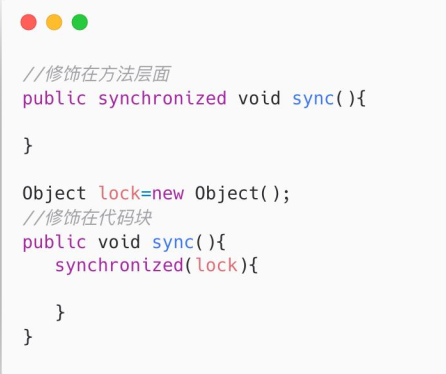 //修饰在方法层面
public synchronized void sync(){
}
Object lock=new Object();
//修饰在代码块
public void sync(){
synchronized(lock){
}
}